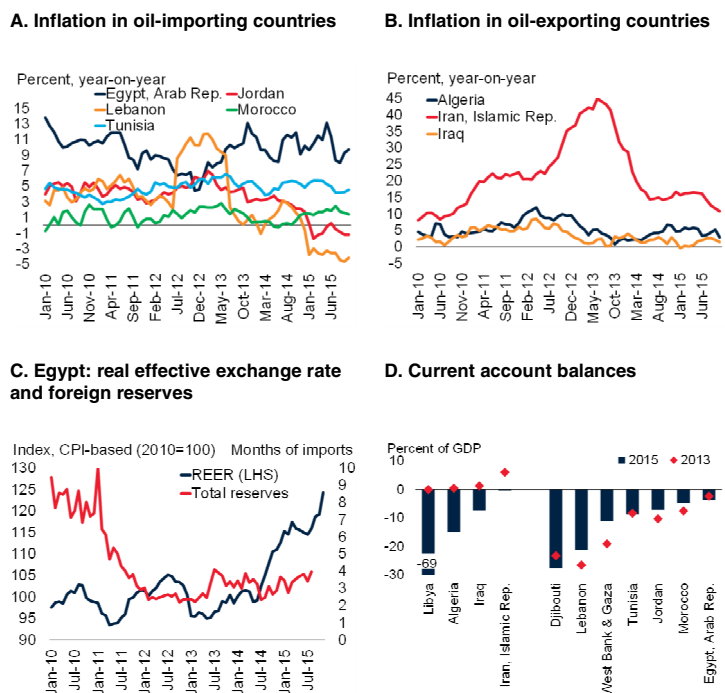 A. Inflation in oil-importing countries
Percent, year-on-year
Egypt, Arab Rep. Jordan
Lebanon Morocco
Tunisia
15
13
11
9
7
5
3
1
-1
-3
-5
Jan-10 Jun-10 Nov-10 Apr-11 Sep-11 Feb-12 Jul-12 Dec-12 May-13 Oct-13 Mar-14 Aug-14 Jan-15 Jun-15
B. Inflation in oil-exporting countries
Percent, year-on-year
Algeria
Iran, Islamic Rep.
Iraq
45
40
35
30
25
20
15
10
5
0
-5
Jan-10 Jun-10 Nov-10 Apr-11 Sep-11 Feb-12 Jul-12 Dec-12 May-13 Oct-13 Mar-14 Aug-14 Jan-15 Jun-15
C. Egypt: real effective exchange rate
and foreign reserves
Index, CPI-based (2010=100) Months of imports
REER (LHS)
Total reserves
130
125
120
115
110
105
100
95
90
10
9
8
7
6
5
4
3
2
1
0
Jan-10 Jul-10 Jan-11 Jul-11 Jan-12 Jul-12 Jan-13 Jul-13 Jan-14 Jul-14 Jan-15 Jul-15
D. Current account balances
Percent of GDP
2015 2013
10
0
-10
-20
-30
-69
Libya Algeria Iraq Iran, Islamic Rep. Djibouti Lebanon West Bank & Gaza Tunisia Jordan Morocco Egypt, Arab Rep.